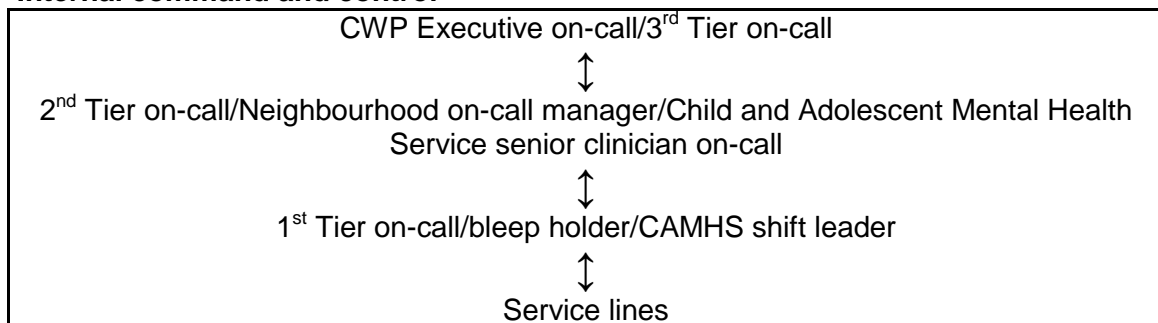 Internal command and control
CWP Executive on-call/3rd Tier on-call
↕
2nd Tier on-call/Neighbourhood on-call manager/Child and Adolescent Mental Health
Service senior clinician on-call
↕
1st Tier on-call/bleep holder/CAMHS shift leader
↕
Service lines